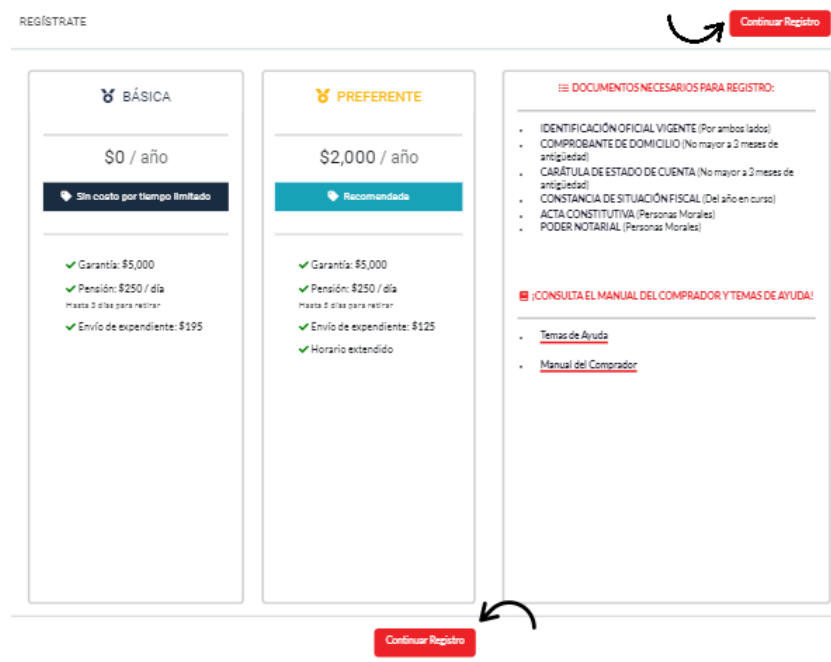 REGÍSTRATE
Continuar Registro
BÁSICA
$0 / año
Sin costo por tiempo limitado
Garantía: $5,000
Pensión: $250 / día
Hasta 3 días para retirar
Envío de expendiente: $195
PREFERENTE
$2,000 / año
Recomendada
Garantía: $5,000
Pensión: $250 / día
Hasta 5 días para retirar
Envío de expendiente: $125
Horario extendido
DOCUMENTOS NECESARIOS PARA REGISTRO:
IDENTIFICACIÓN OFICIAL VIGENTE (Por ambos lados)
COMPROBANTE DE DOMICILIO (No mayor a 3 meses de
antigüedad)
CARÁTULA DE ESTADO DE CUENTA (No mayor a 3 meses de
antigüedad)
CONSTANCIA DE SITUACIÓN FISCAL (Del año en curso)
ACTA CONSTITUTIVA (Personas Morales)
PODER NOTARIAL (Personas Morales)
¡CONSULTA EL MANUAL DEL COMPRADOR Y TEMAS DE AYUDA!
Temas de Ayuda
Manual del Comprador
Continuar Registro